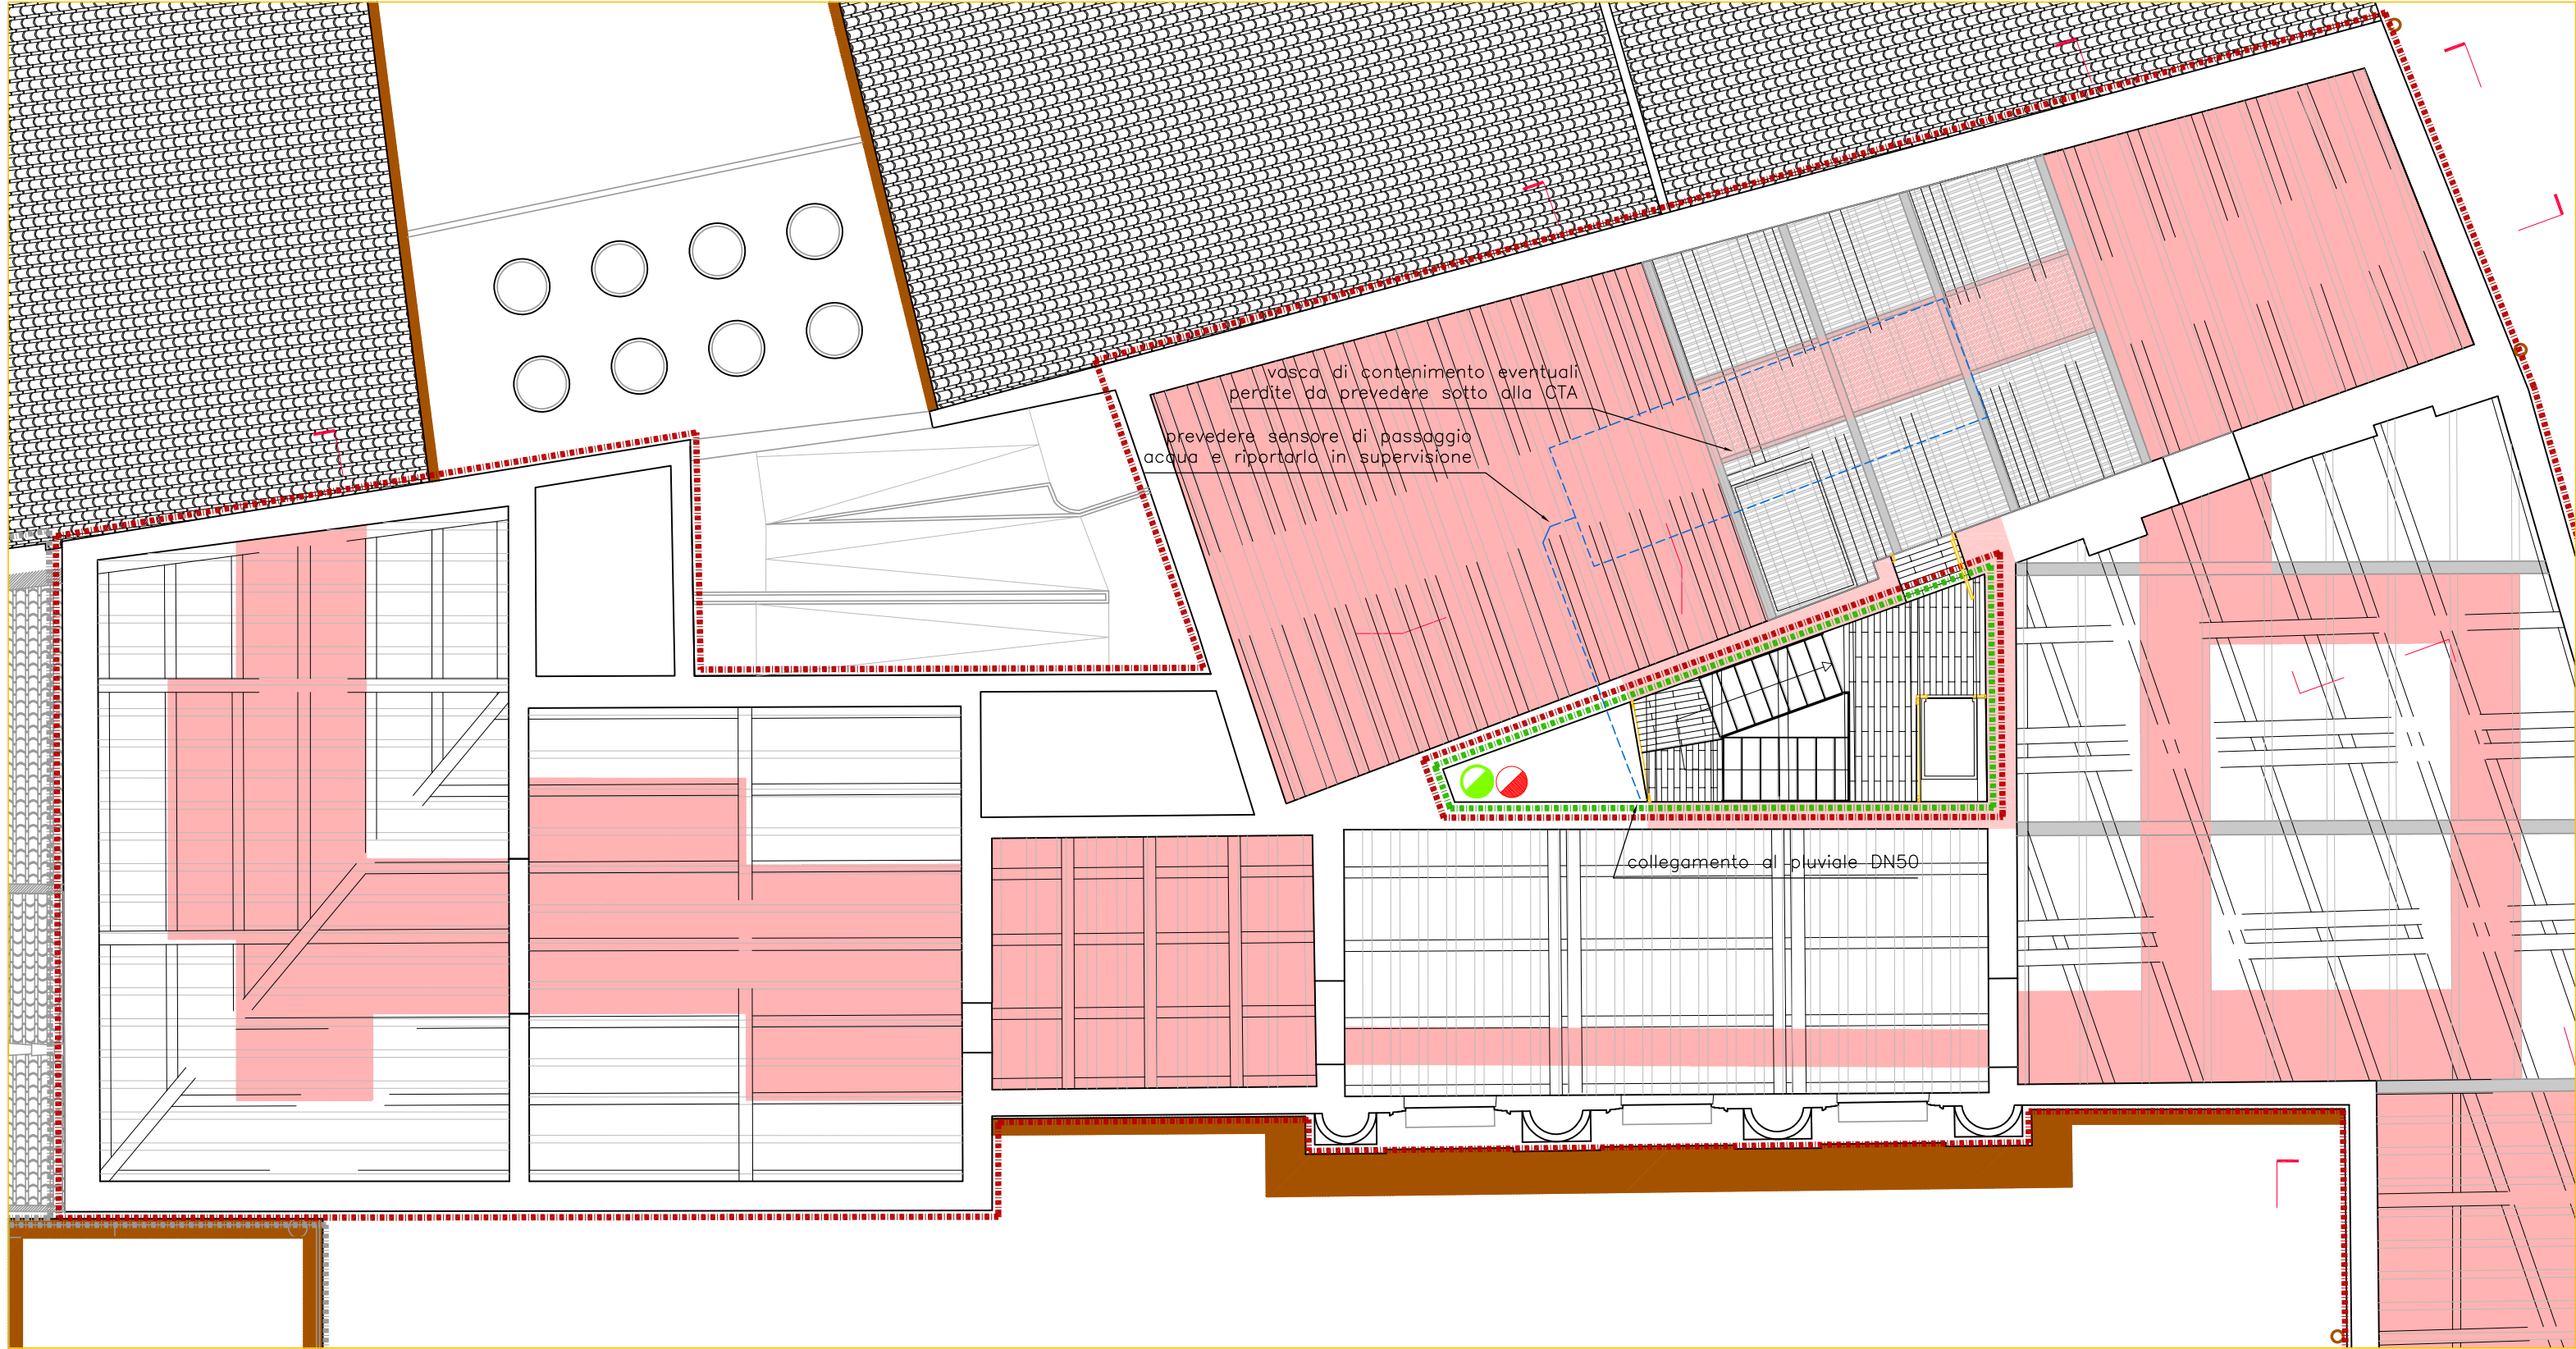 vasca di contenimento eventuali
perdite da prevedere sotto alla CTA
prevedere sensore di passaggio
acqua e riportarlo in supervisione
collegamento al pluviale DN50